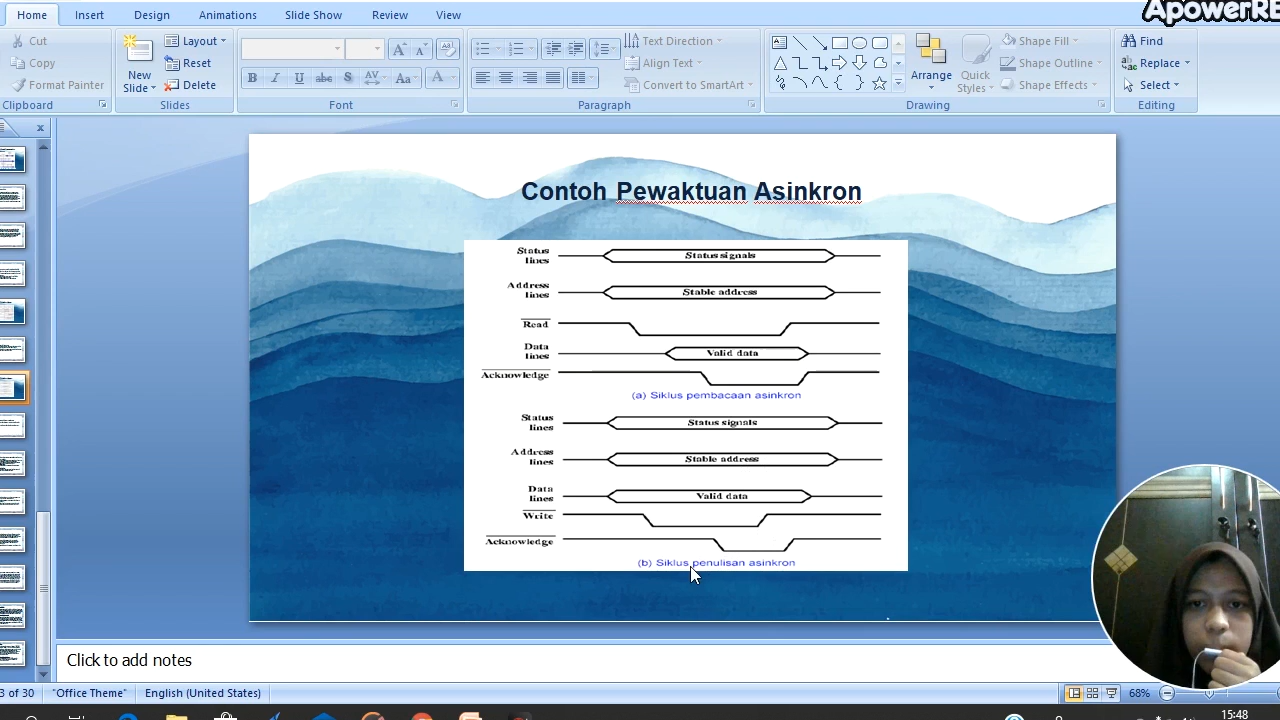 ApowerRE
Home Insert Design Animations Slide Show Review View
Cut
Copy
Format Painter
Clipboard
New
Slide
Layout
Reset
Delete
Slides
B I U abc S AV Aa A
Font
Paragraph
Text Direction
Align Text
Convert to SmartArt
Arrange
Quick
Styles
Shape Fill
Shape Outline
Shape Effects
Drawing
Find
Replace
Select
Editing
Contoh Pewaktuan Asinkron
Status
lines
Status signals
Address
lines
Stable address
Read
Data
lines
Valid data
Acknowledge
(a) Siklus pembacaan asinkron
Status
lines
Status signals
Address
lines
Stable address
Data
lines
Valid data
Write
Acknowledge
(b) Siklus penulisan asinkron
Click to add notes
3 of 30 "Office Theme" English (United States) 68%
15:48